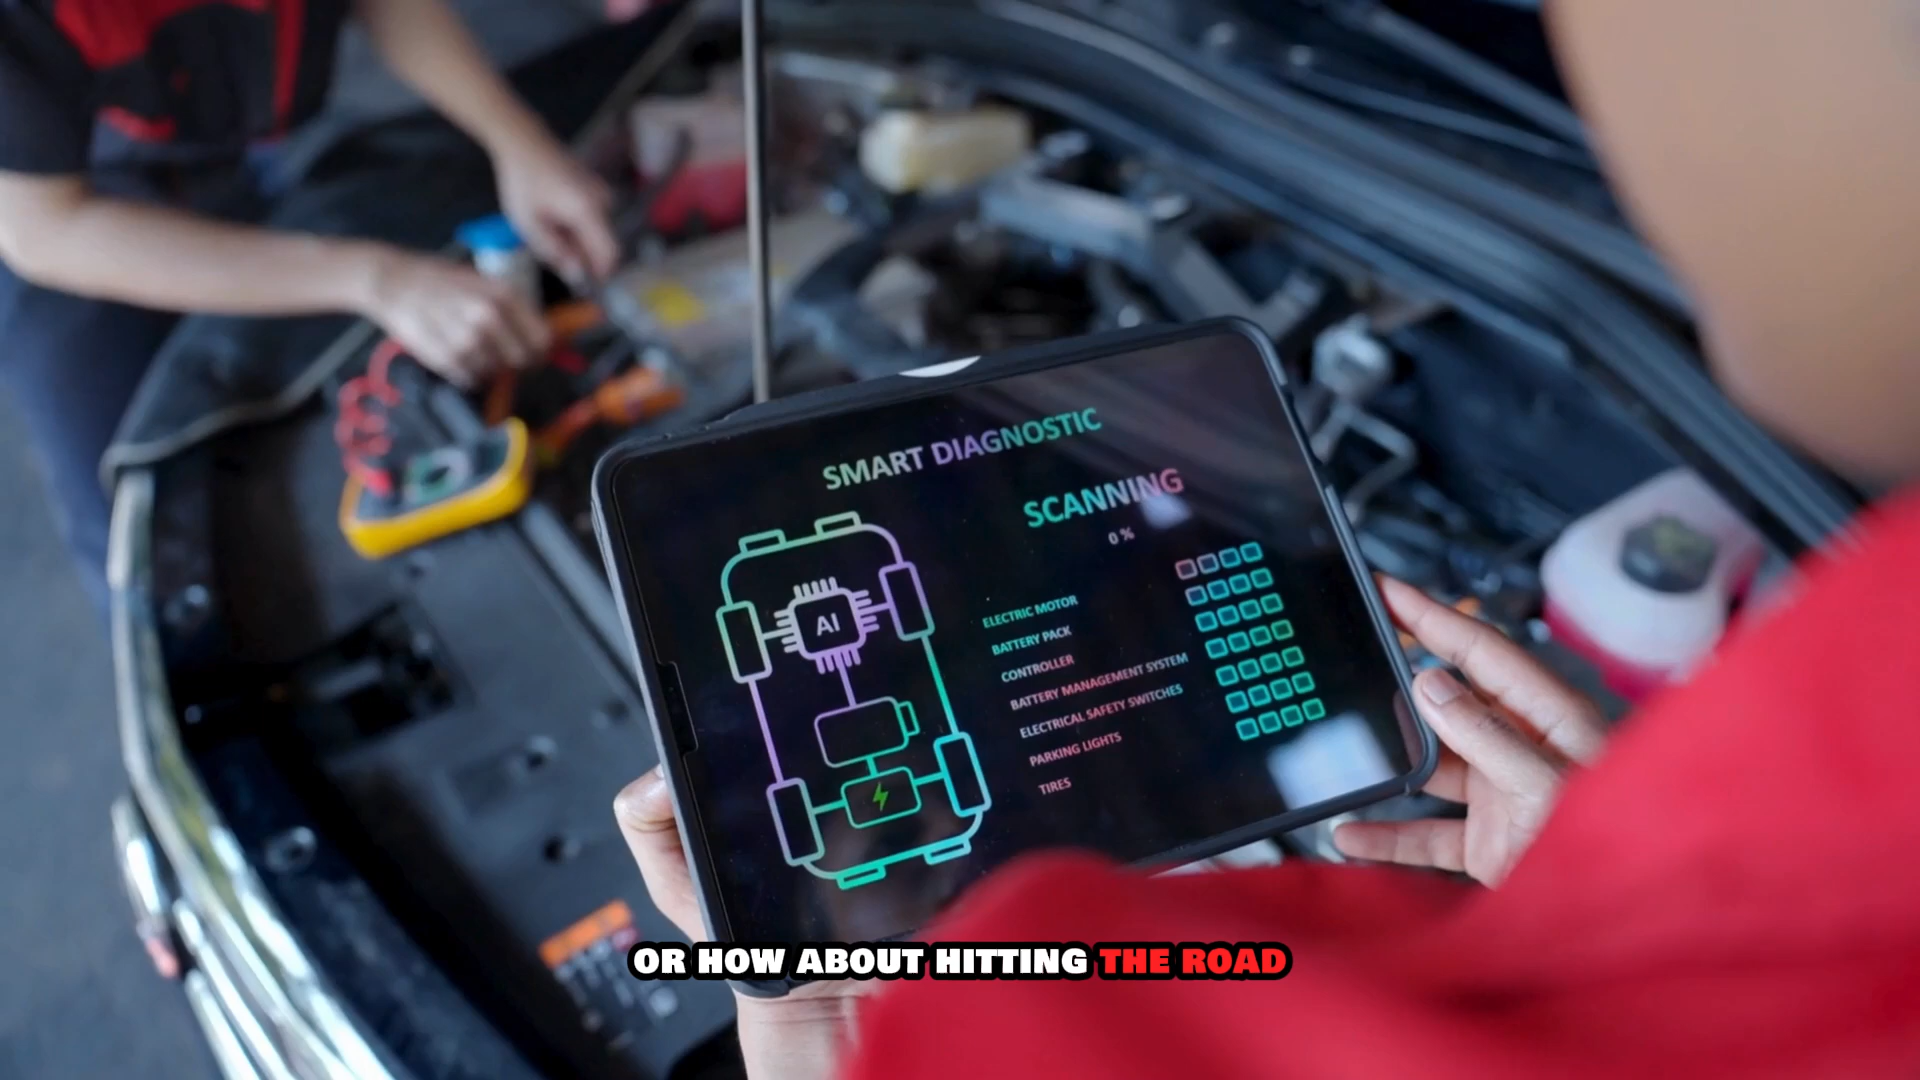 SMART DIAGNOSTIC
SCANNING
0 %
AI
ELECTRIC MOTOR
BATTERY PACK
CONTROLLER
BATTERY MANAGEMENT SYSTEM
ELECTRICAL SAFETY SWITCHES
PARKING LIGHTS
TIRES
OR HOW ABOUT HITTING THE ROAD